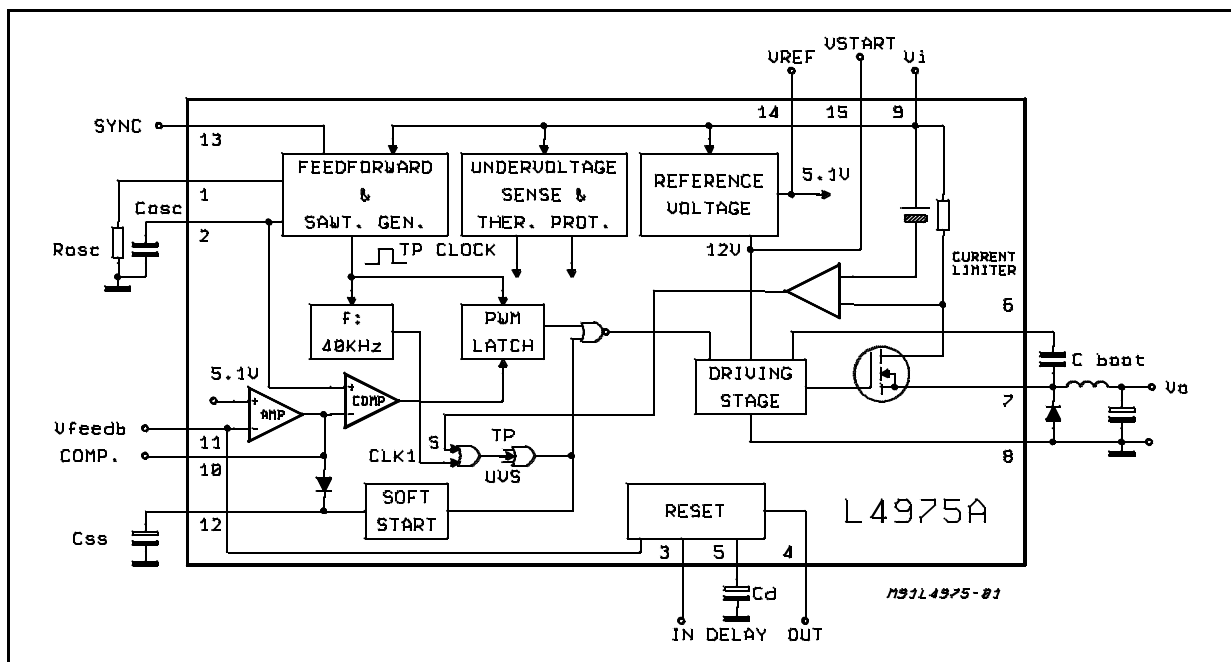 VREF
VSTART
Vi
14
15
9
SYNC
13
FEEDFORWARD
&
SAWT. GEN.
UNDERVOLTAGE
SENSE &
THER. PROT.
REFERENCE
VOLTAGE
5.1V
1
Cosc
2
Rosc
TP CLOCK
12V
CURRENT
LIMITER
6
F:
40KHz
PWM
LATCH
C boot
5.1V
+
AMP
-
+
COMP
-
DRIVING
STAGE
7
Vo
Vfeedb
11
COMP.
10
S
CLK1
TP
UVS
8
12
Css
SOFT
START
RESET
L4975A
3
5
4
Cd
M91L4975-01
IN
DELAY
OUT